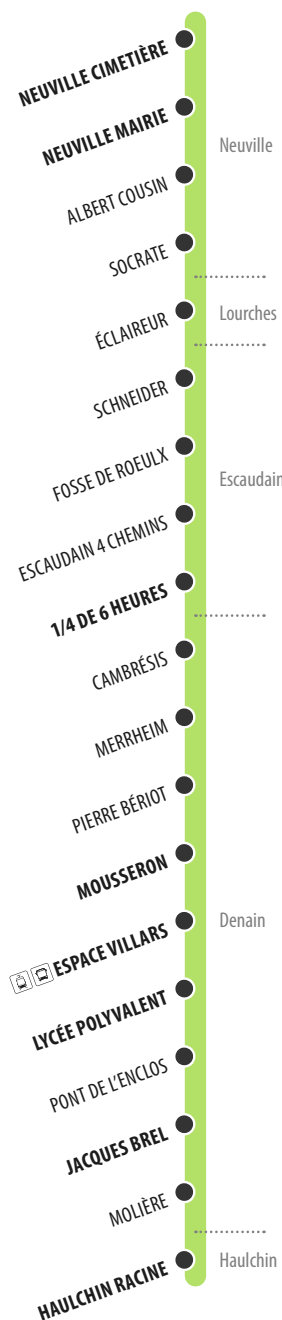 NEUVILLE CIMETIÈRE
NEUVILLE MAIRIE
Neuville
ALBERT COUSIN
SOCRATE
ÉCLAIREUR
Lourches
SCHNEIDER
FOSSE DE ROEULX
Escaudain
ESCAUDAIN 4 CHEMINS
1/4 DE 6 HEURES
CAMBRÉSIS
MERRHEIM
PIERRE BÉRIOT
MOUSSERON
ESPACE VILLARS
Denain
LYCÉE POLYVALENT
PONT DE L'ENCLOS
JACQUES BREL
MOLIÈRE
HAULCHIN RACINE
Haulchin